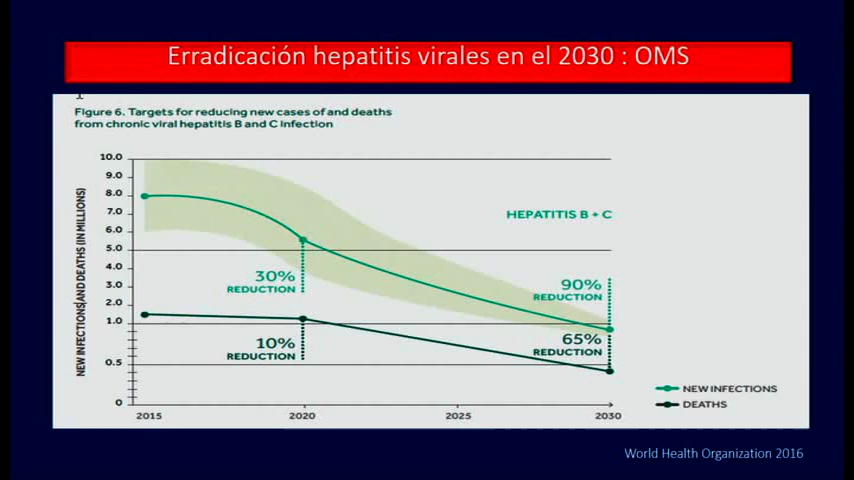 Erradicación hepatitis virales en el 2030 : OMS
Figure 6. Targets for reducing new cases of and deaths
from chronic viral hepatitis B and C infection
NEW INFECTIONS AND DEATHS (IN MILLIONS)
10.0
9.0
8.0
7.0
6.0
5.0
4.0
3.0
2.0
1.0
0.5
0
HEPATITIS B + C
30%
REDUCTION
90%
REDUCTION
10%
REDUCTION
65%
REDUCTION
2015
2020
2025
2030
NEW INFECTIONS
DEATHS
World Health Organization 2016